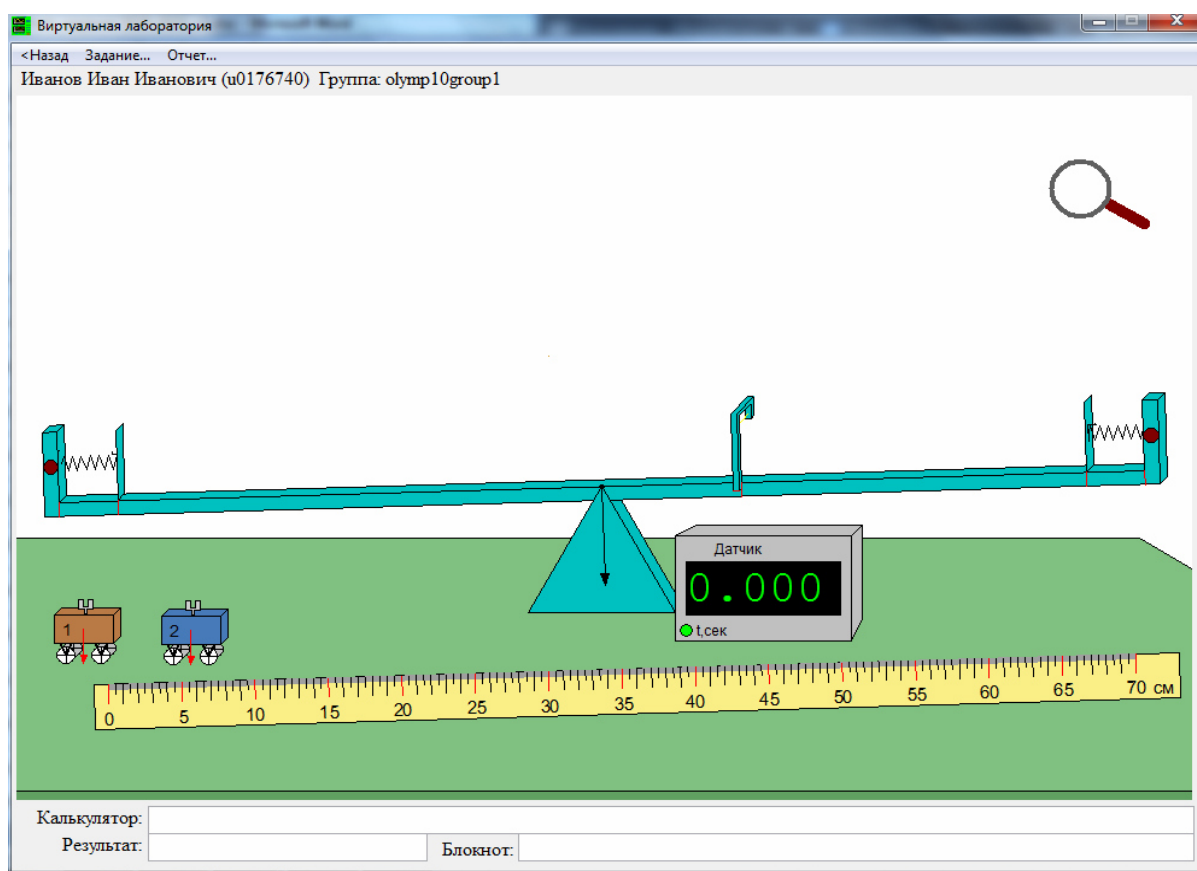 Виртуальная лаборатория
<Назад Задание... Отчет...
Иванов Иван Иванович (u0176740) Группа: olymp10group1
Датчик
0.000
t,сек
1
2
0 5 10 15 20 25 30 35 40 45 50 55 60 65 70 см
Калькулятор:
Результат:
Блокнот: